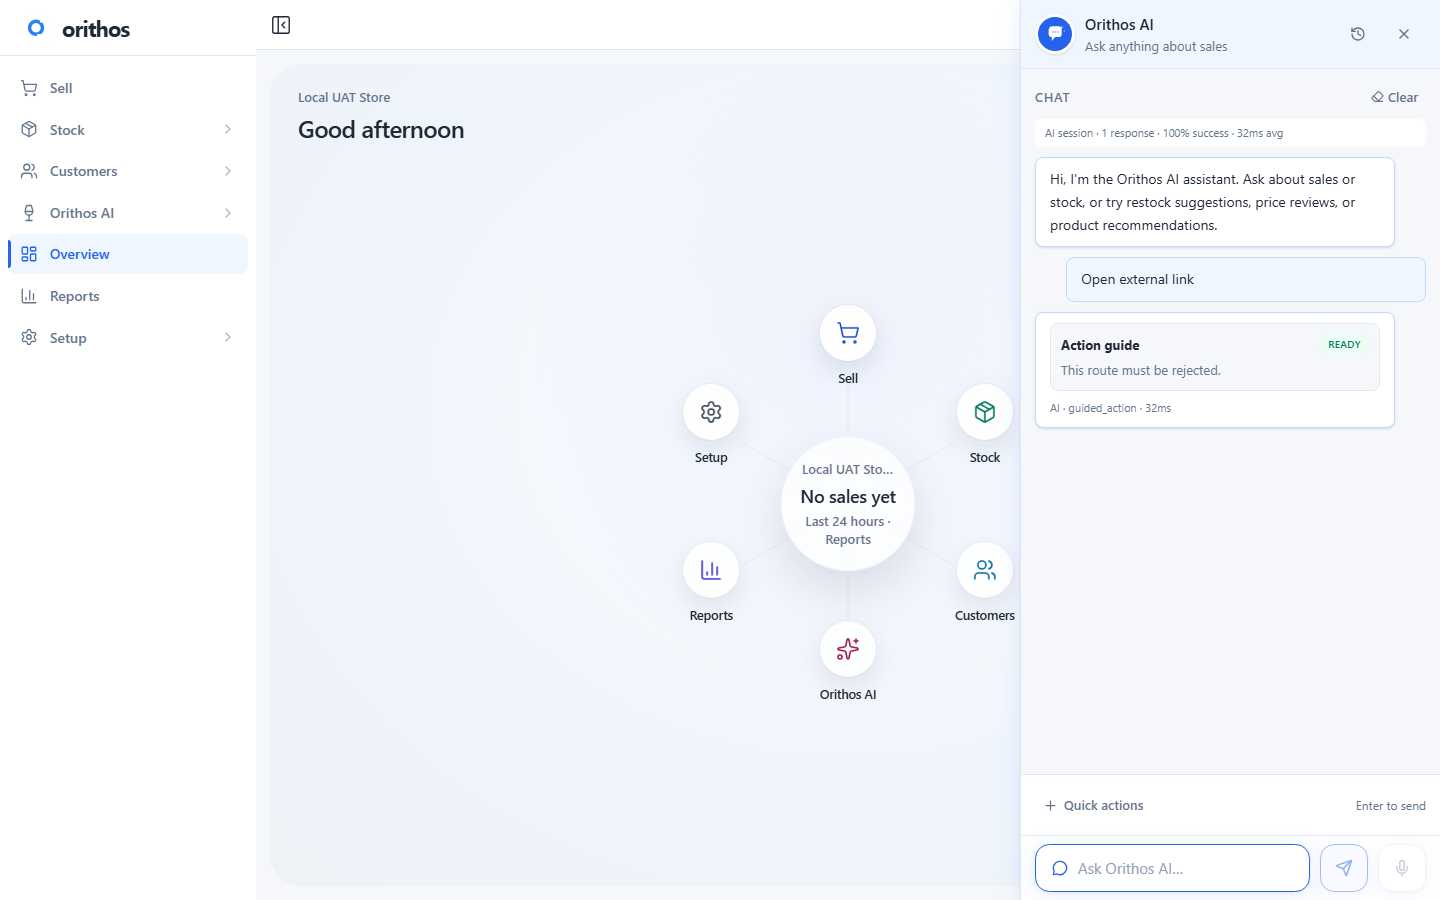 orithos
Sell
Stock
Customers
Orithos AI
Overview
Reports
Setup
Local UAT Store
Good afternoon
Sell
Setup
Stock
Local UAT Sto...
No sales yet
Last 24 hours ·
Reports
Reports
Customers
Orithos AI
Orithos AI
Ask anything about sales
CHAT
Clear
AI session · 1 response · 100% success · 32ms avg
Hi, I'm the Orithos AI assistant. Ask about sales or
stock, or try restock suggestions, price reviews, or
product recommendations.
Open external link
Action guide
READY
This route must be rejected.
AI · guided_action · 32ms
Quick actions
Enter to send
Ask Orithos AI...